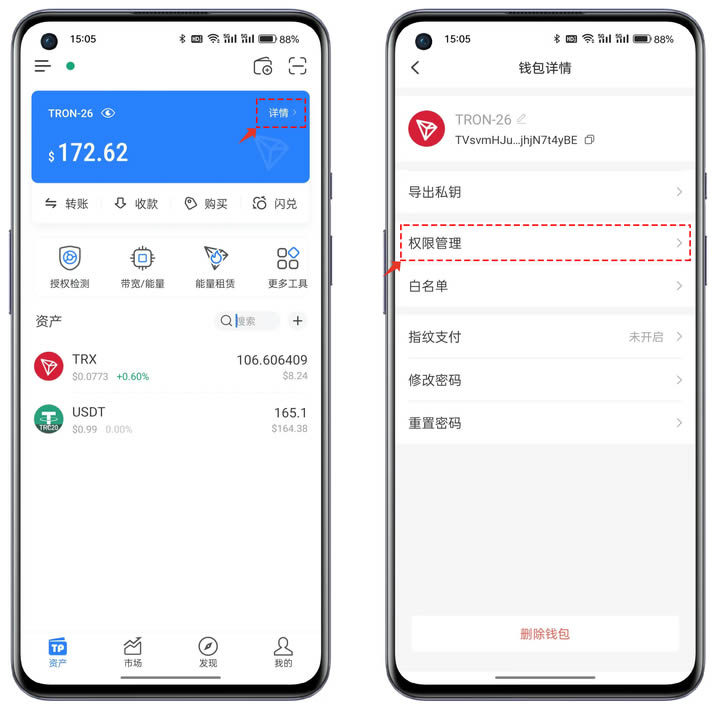 15:05
88%
TRON-26
详情
$172.62
转账
收款
购买
闪兑
授权检测
带宽/能量
能量租赁
更多工具
资产
搜索
TRX
106.606409
$0.0773 +0.60%
$8.24
USDT
165.1
TRC20
$0.99 0.00%
$164.38
TP
资产
市场
发现
我的
15:05
88%
钱包详情
TRON-26
TVsvmHJu...jhjN7t4yBE
导出私钥
权限管理
白名单
指纹支付
未开启
修改密码
重置密码
删除钱包